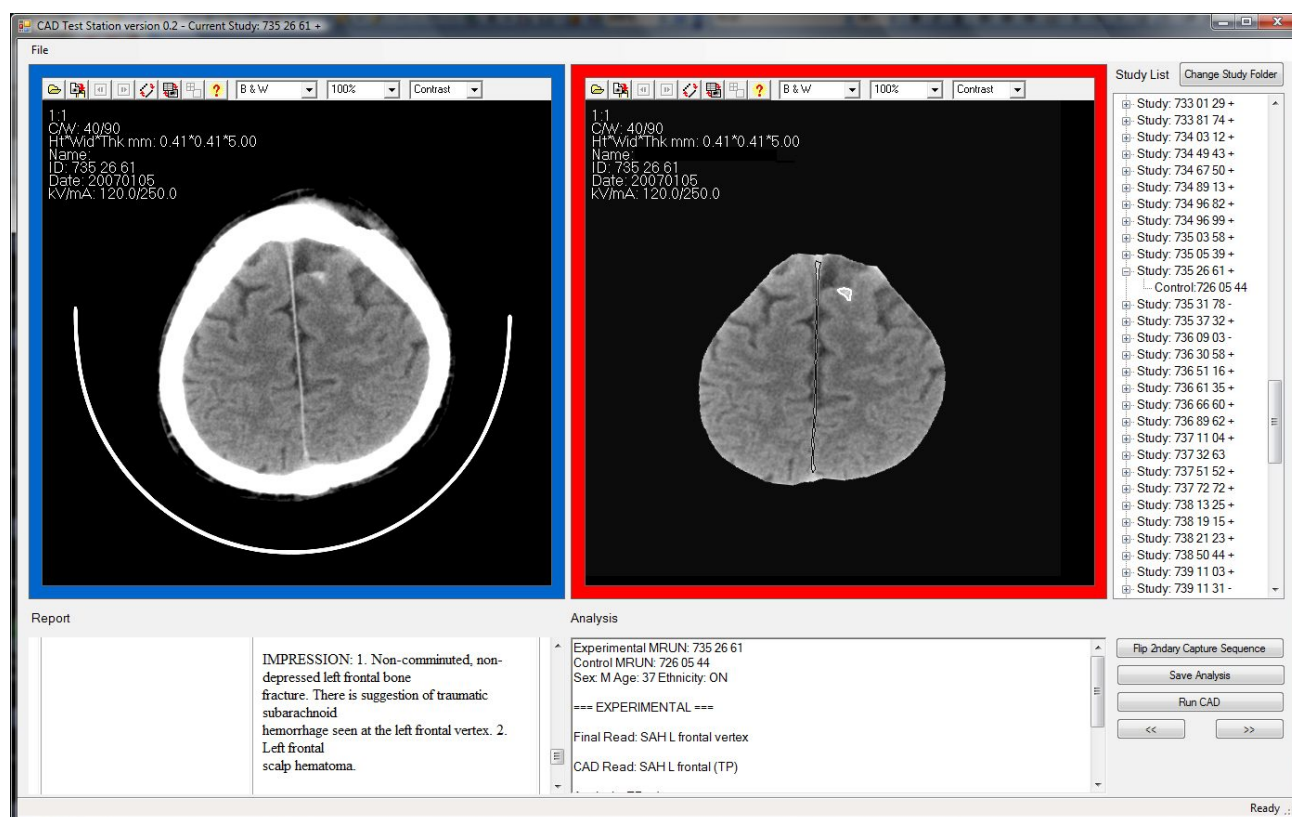 CAD Test Station version 0.2 - Current Study: 735 26 61 +
File
B & W 100% Contrast
1:1
C/W: 40/90
Ht*Wid*Thk mm: 0.41*0.41*5.00
Name:
ID: 735 26 61
Date: 20070105
kV/mA: 120.0/250.0
B & W 100% Contrast
1:1
C/W: 40/90
Ht*Wid*Thk mm: 0.41*0.41*5.00
Name:
ID: 735 26 61
Date: 20070105
kV/mA: 120.0/250.0
Study List Change Study Folder
Study: 733 01 29 +
Study: 733 81 74 +
Study: 734 03 12 +
Study: 734 49 43 +
Study: 734 67 50 +
Study: 734 89 13 +
Study: 734 96 82 +
Study: 734 96 99 +
Study: 735 03 58 +
Study: 735 05 39 +
Study: 735 26 61 +
Control:726 05 44
Study: 735 31 78 -
Study: 735 37 32 +
Study: 736 09 03 -
Study: 736 30 58 +
Study: 736 51 16 +
Study: 736 61 35 +
Study: 736 66 60 +
Study: 736 89 62 +
Study: 737 11 04 +
Study: 737 32 63
Study: 737 51 52 +
Study: 737 72 72 +
Study: 738 13 25 +
Study: 738 19 15 +
Study: 738 21 23 +
Study: 738 50 44 +
Study: 739 11 03 +
Study: 739 11 31 -
Report
IMPRESSION: 1. Non-comminuted, non-
depressed left frontal bone
fracture. There is suggestion of traumatic
subarachnoid
hemorrhage seen at the left frontal vertex. 2.
Left frontal
scalp hematoma.
Analysis
Experimental MRUN: 735 26 61
Control MRUN: 726 05 44
Sex: M Age: 37 Ethnicity: ON
=== EXPERIMENTAL ===
Final Read: SAH L frontal vertex
CAD Read: SAH L frontal (TP)
Flip 2ndary Capture Sequence
Save Analysis
Run CAD
<< >>
Ready